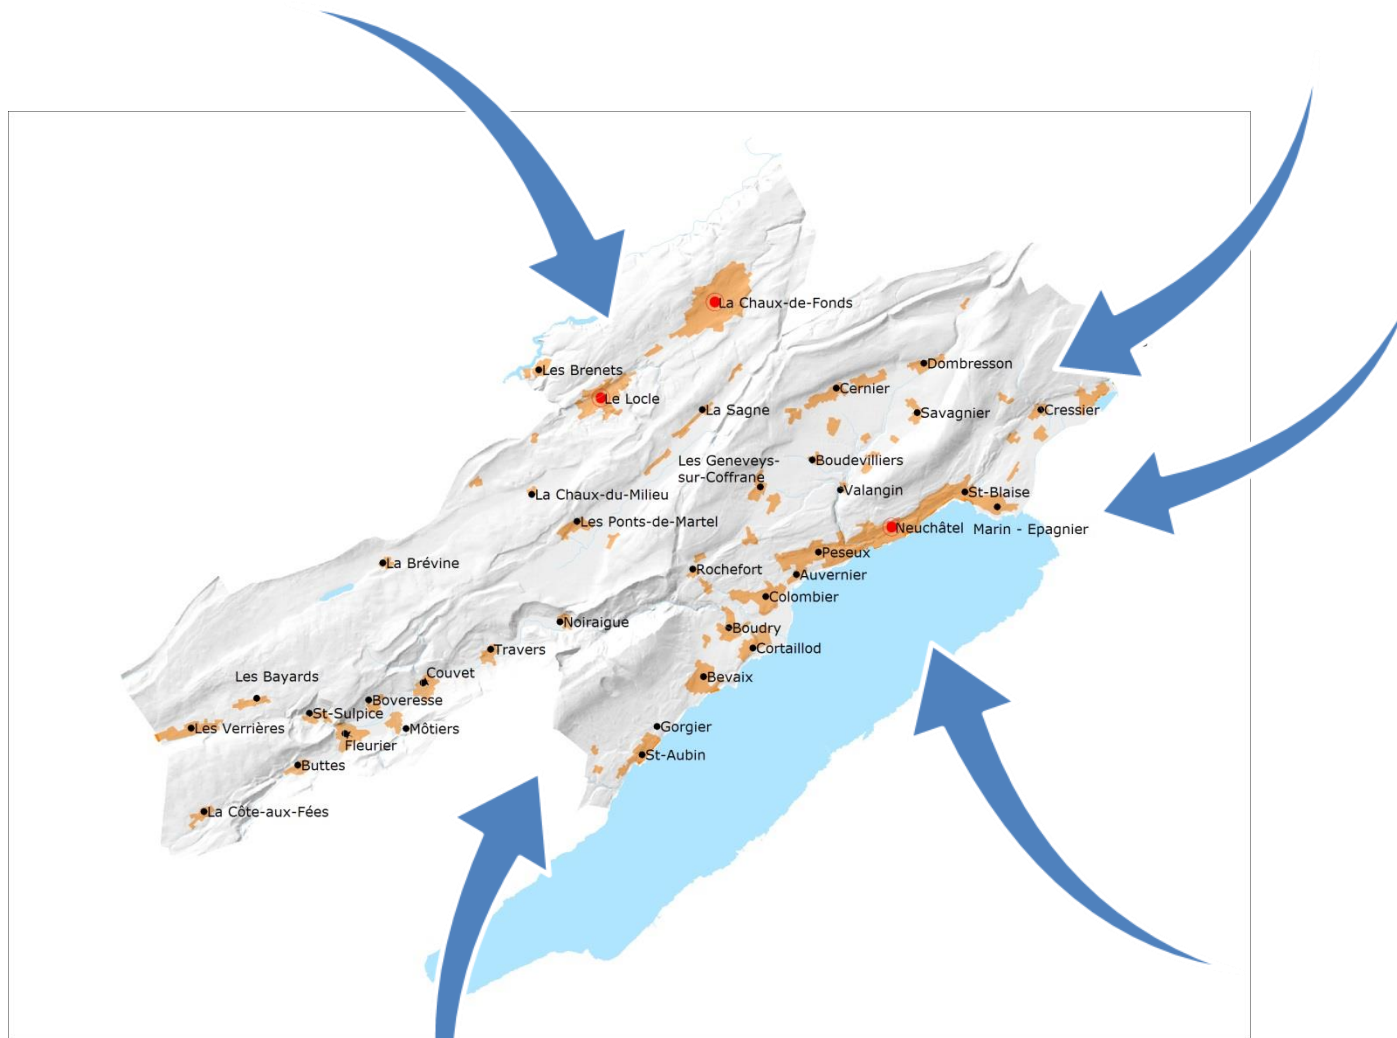 La Chaux-de-Fonds
Les Brenets
Dombresson
Cernier
Le Locle
La Sagne
Savagnier
Cressier
Les Geneveys-
sur-Coffrane
Boudevilliers
La Chaux-du-Milieu
Valangin
St-Blaise
Les Ponts-de-Martel
Neuchâtel
Marin - Epagnier
Peseux
La Brévine
Rochefort
Auvernier
Colombier
Noiraigue
Boudry
Travers
Cortaillod
Les Bayards
Couvet
Bevaix
Boveresse
St-Sulpice
Les Verrières
Môtiers
Gorgier
Fleurier
St-Aubin
Buttes
La Côte-aux-Fées